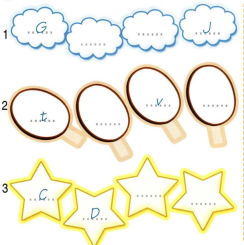 1 G ...... ...... J
2 t ...... v ......
3 C D ...... ......